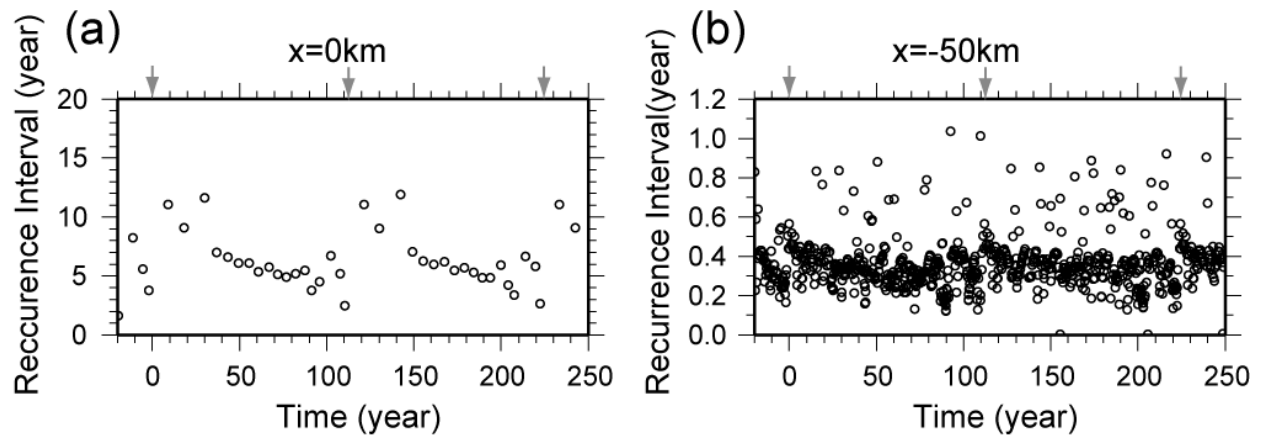 (a)
x=0km
Reccurence Interval (year)
20
15
10
5
0
0 50 100 150 200 250
Time (year)
(b)
x=-50km
Recurrence Interval(year)
1.2
1.0
0.8
0.6
0.4
0.2
0.0
0 50 100 150 200 250
Time (year)